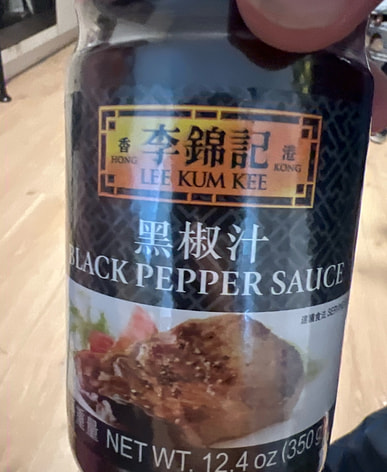 香 李錦記 港
HONG LEE KUM KEE KONG
黑椒汁
BLACK PEPPER SAUCE
NET WT. 12.4 oz (350 g